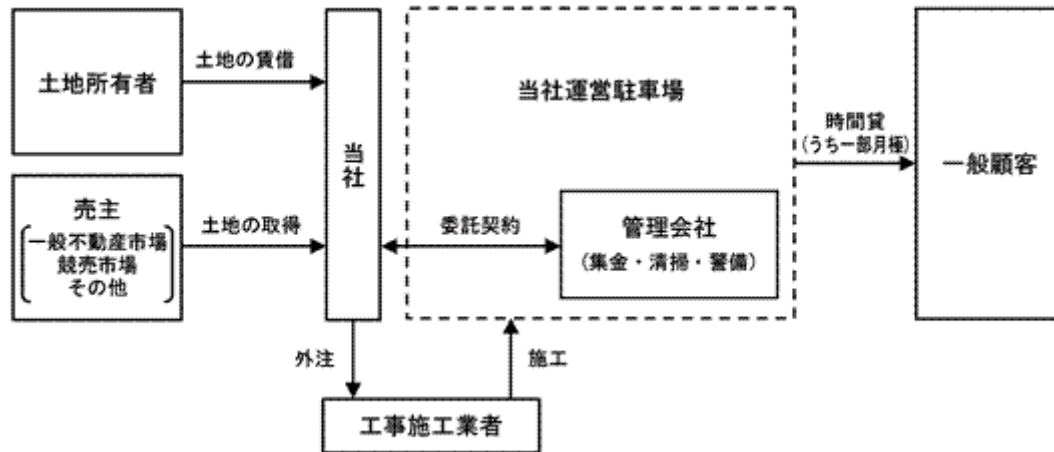 土地所有者
土地の賃借
売主
一般不動産市場
競売市場
その他
土地の取得
当社
当社運営駐車場
委託契約
管理会社
(集金・清掃・警備)
時間貸
(うち一部月極)
一般顧客
外注
施工
工事施工業者